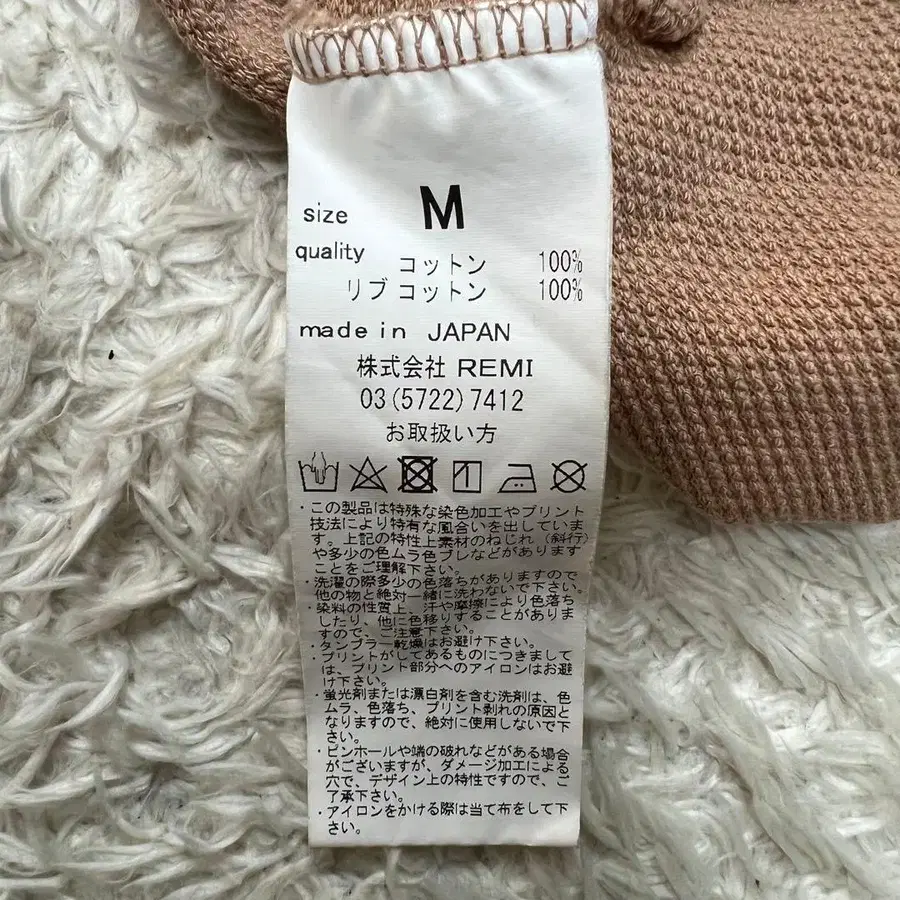 size M
quality コットン 100%
リブ コットン 100%
made in JAPAN
株式会社 REMI
03(5722)7412
お取扱い方
・この製品は特殊な染色加工やプリント
技法により特有な風合いを出していま
す。上記の特性上素材のねじれ(斜行)
や多少の色ムラ色ブレなどがあります
ことをご理解下さい。
・洗濯の際多少の色落ちがありますので
他の物と絶対一緒に洗わないで下さい。
・染料の性質上、汗や摩擦により色落ち
したり、他に色移りすることがありま
すので、ご注意下さい。
・タンブラー乾燥はお避け下さい。
・プリントがしてあるものにつきまして
は、プリント部分へのアイロンはお避
け下さい。
・蛍光剤または漂白剤を含む洗剤は、色
ムラ、色落ち、プリント剥れの原因と
なりますので、絶対に使用しないで下
さい。
・ピンホールや端の破れなどがある場合
がございますが、ダメージ加工による
穴で、デザイン上の特性ですので、ご
了承下さい。
・アイロンをかける際は当て布をして下
さい。